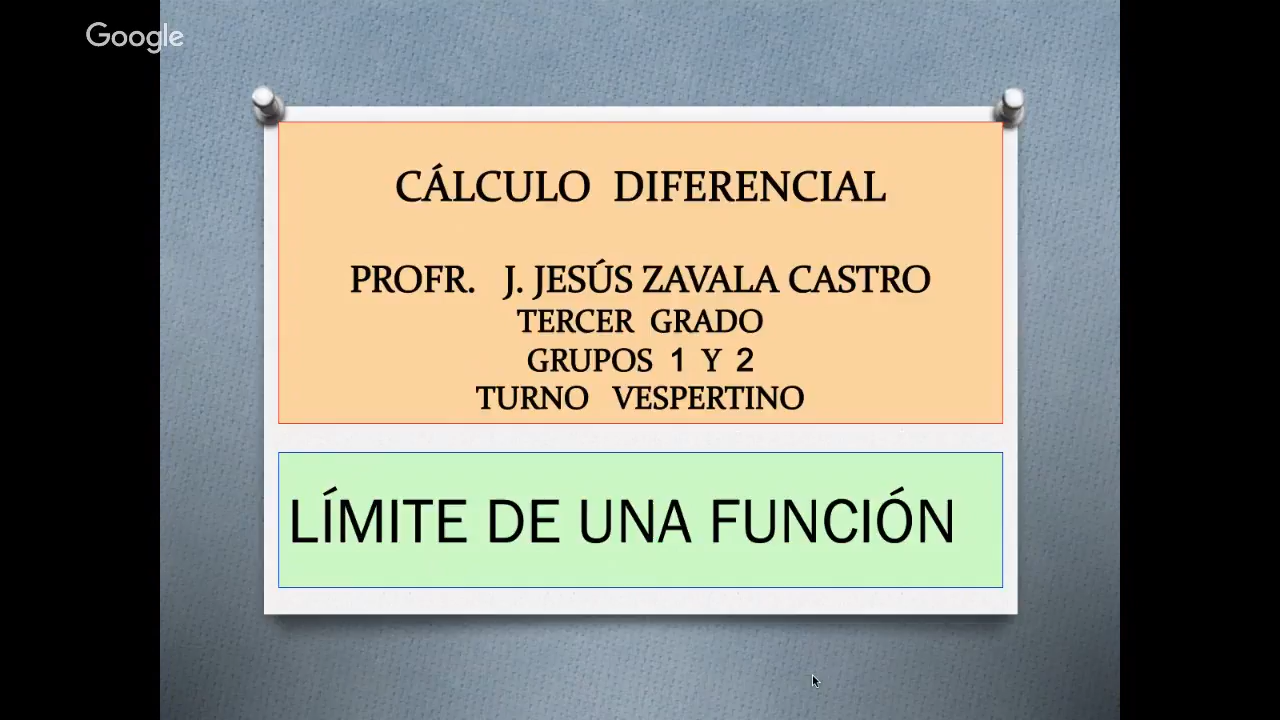 Google
CÁLCULO DIFERENCIAL
PROFR. J. JESÚS ZAVALA CASTRO
TERCER GRADO
GRUPOS 1 Y 2
TURNO VESPERTINO
LÍMITE DE UNA FUNCIÓN